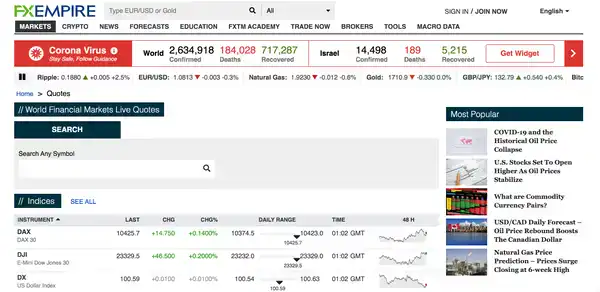 FXEMPIRE
Type EUR/USD or Gold
All
SIGN IN / JOIN NOW
English
MARKETS CRYPTO NEWS FORECASTS EDUCATION FXTM ACADEMY TRADE NOW BROKERS TOOLS MACRO DATA
Corona Virus
Stay Safe, Follow Guidance
World 2,634,918 184,028 717,287
Confirmed Deaths Recovered
Israel 14,498 189 5,215
Confirmed Deaths Recovered
Get Widget
Ripple: 0.1880 ▲ +0.005 +2.5% EUR/USD: 1.0813 ▼ -0.003 -0.3% Natural Gas: 1.9230 ▼ -0.012 -0.6% Gold: 1710.9 ▼ -0.330 0.0% GBP/JPY: 132.79 ▲ +0.540 +0.4% Bitc
Home > Quotes
// World Financial Markets Live Quotes
SEARCH
Search Any Symbol
// Indices SEE ALL
INSTRUMENT ▲ LAST CHG CHG% DAILY RANGE TIME 48 H
DAX 10425.7 +14.750 +0.1400% 10374.5 10423.0 01:02 GMT
DAX 30 10425.7
DJI 23329.5 +46.500 +0.2000% 23232.0 23329.0 01:02 GMT
E-Mini Dow Jones 30 23329.5
DX 100.59 +0.0100 +0.0100% 100.54 100.63 01:02 GMT
US Dollar Index 100.59
Most Popular
COVID-19 and the
Historical Oil Price
Collapse
U.S. Stocks Set To Open
Higher As Oil Prices
Stabilize
What are Commodity
Currency Pairs?
USD/CAD Daily Forecast –
Oil Price Rebound Boosts
The Canadian Dollar
Natural Gas Price
Prediction – Prices Surge
Closing at 6-week High